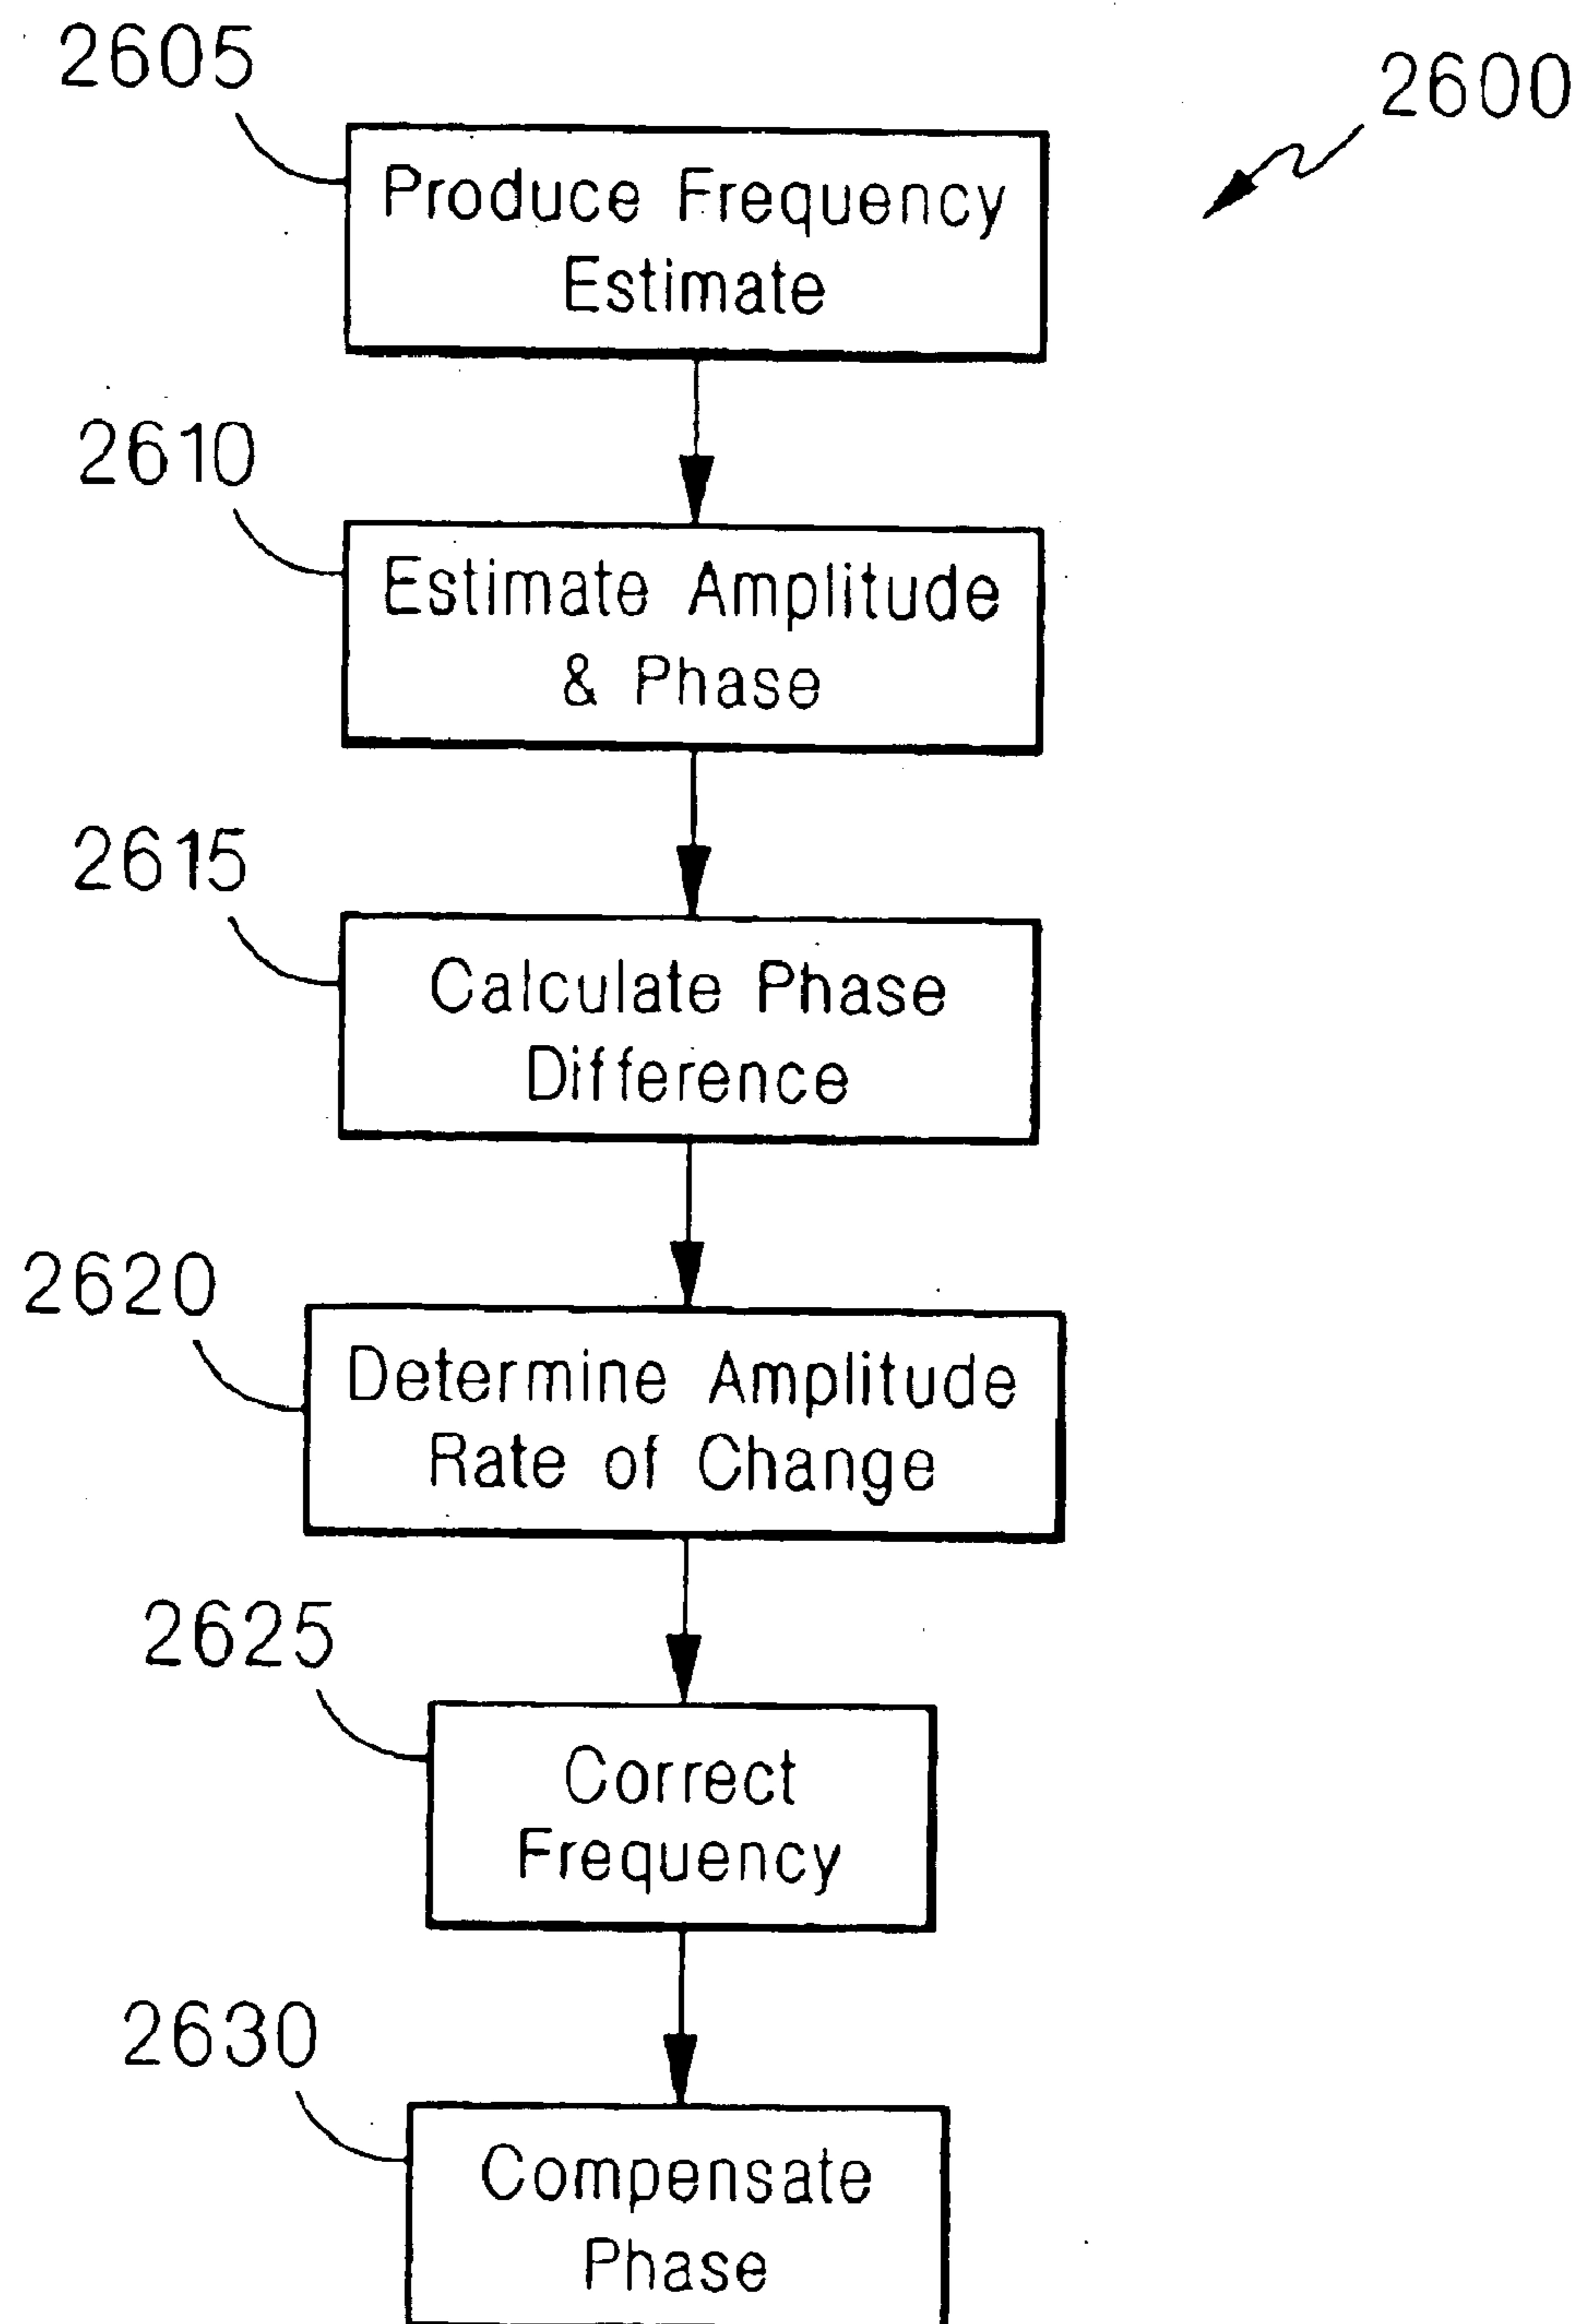 2605
2600
Produce Frequency
Estimate
2610
Estimate Amplitude
& Phase
2615
Calculate Phase
Difference
2620
Determine Amplitude
Rate of Change
2625
Correct
Frequency
2630
Compensate
Phase